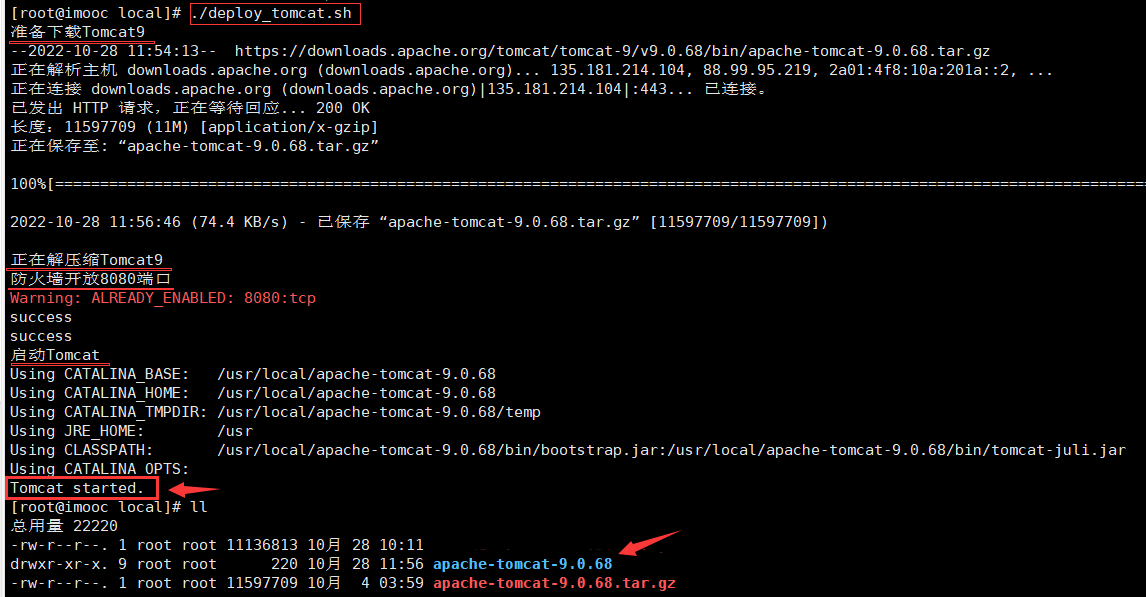 [root@imooc local]# ./deploy_tomcat.sh
准备下载Tomcat9
--2022-10-28 11:54:13--  https://downloads.apache.org/tomcat/tomcat-9/v9.0.68/bin/apache-tomcat-9.0.68.tar.gz
正在解析主机 downloads.apache.org (downloads.apache.org)... 135.181.214.104, 88.99.95.219, 2a01:4f8:10a:201a::2, ...
正在连接 downloads.apache.org (downloads.apache.org)|135.181.214.104|:443... 已连接。
已发出 HTTP 请求，正在等待回应... 200 OK
长度：11597709 (11M) [application/x-gzip]
正在保存至: “apache-tomcat-9.0.68.tar.gz”
100%[==========================================================================================================================
2022-10-28 11:56:46 (74.4 KB/s) - 已保存 “apache-tomcat-9.0.68.tar.gz” [11597709/11597709])
正在解压缩Tomcat9
防火墙开放8080端口
Warning: ALREADY_ENABLED: 8080:tcp
success
success
启动Tomcat
Using CATALINA_BASE:   /usr/local/apache-tomcat-9.0.68
Using CATALINA_HOME:   /usr/local/apache-tomcat-9.0.68
Using CATALINA_TMPDIR: /usr/local/apache-tomcat-9.0.68/temp
Using JRE_HOME:        /usr
Using CLASSPATH:       /usr/local/apache-tomcat-9.0.68/bin/bootstrap.jar:/usr/local/apache-tomcat-9.0.68/bin/tomcat-juli.jar
Using CATALINA_OPTS:
Tomcat started.
[root@imooc local]# ll
总用量 22220
-rw-r--r--. 1 root root 11136813 10月 28 10:11
drwxr-xr-x. 9 root root      220 10月 28 11:56 apache-tomcat-9.0.68
-rw-r--r--. 1 root root 11597709 10月  4 03:59 apache-tomcat-9.0.68.tar.gz